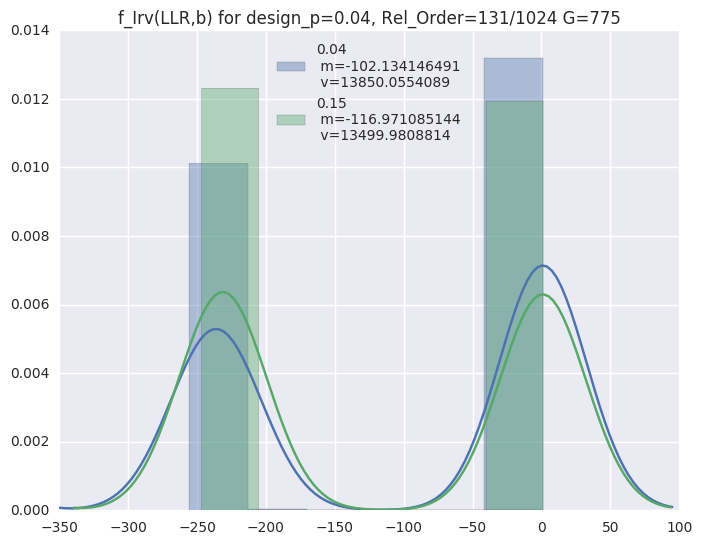 f_Irv(LLR,b) for design_p=0.04, Rel_Order=131/1024 G=775
0.04
m=-102.134146491
v=13850.0554089
0.15
m=-116.971085144
v=13499.9808814
0.014
0.012
0.010
0.008
0.006
0.004
0.002
0.000
−350 −300 −250 −200 −150 −100 −50 0 50 100